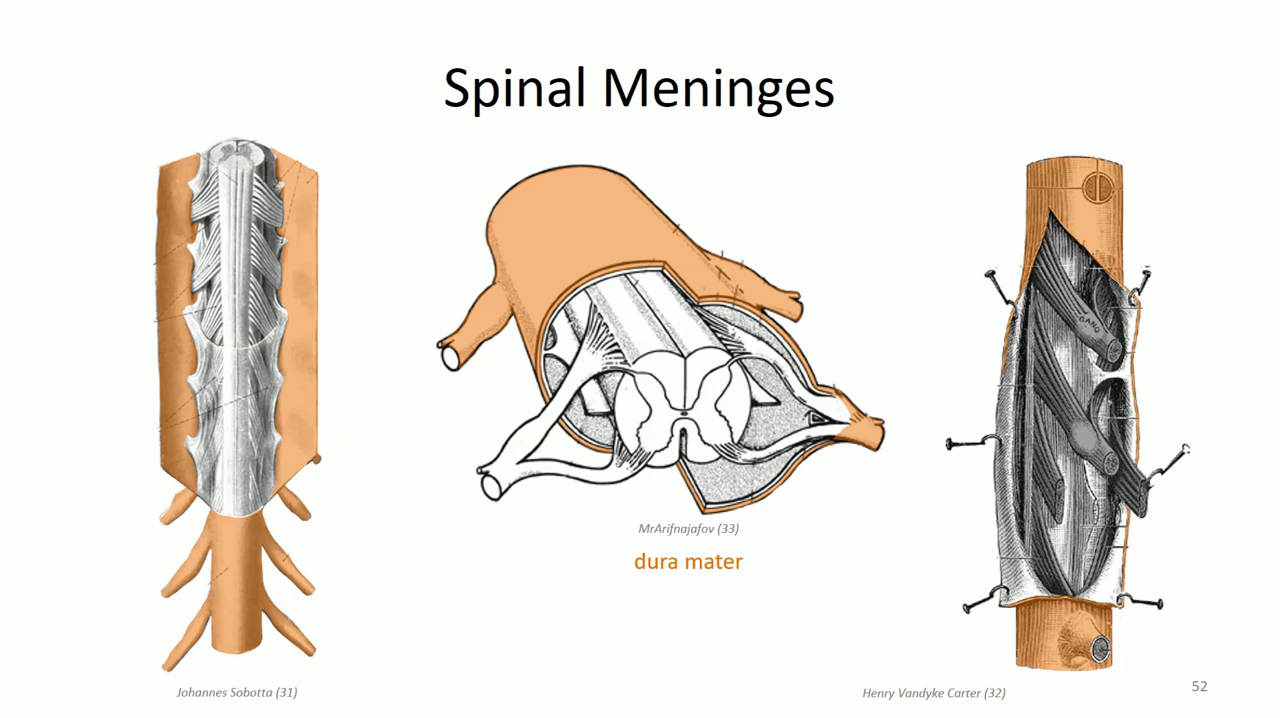 Spinal Meninges
MrArifnajafov (33)
dura mater
Johannes Sobotta (31)
Henry Vandyke Carter (32)
52